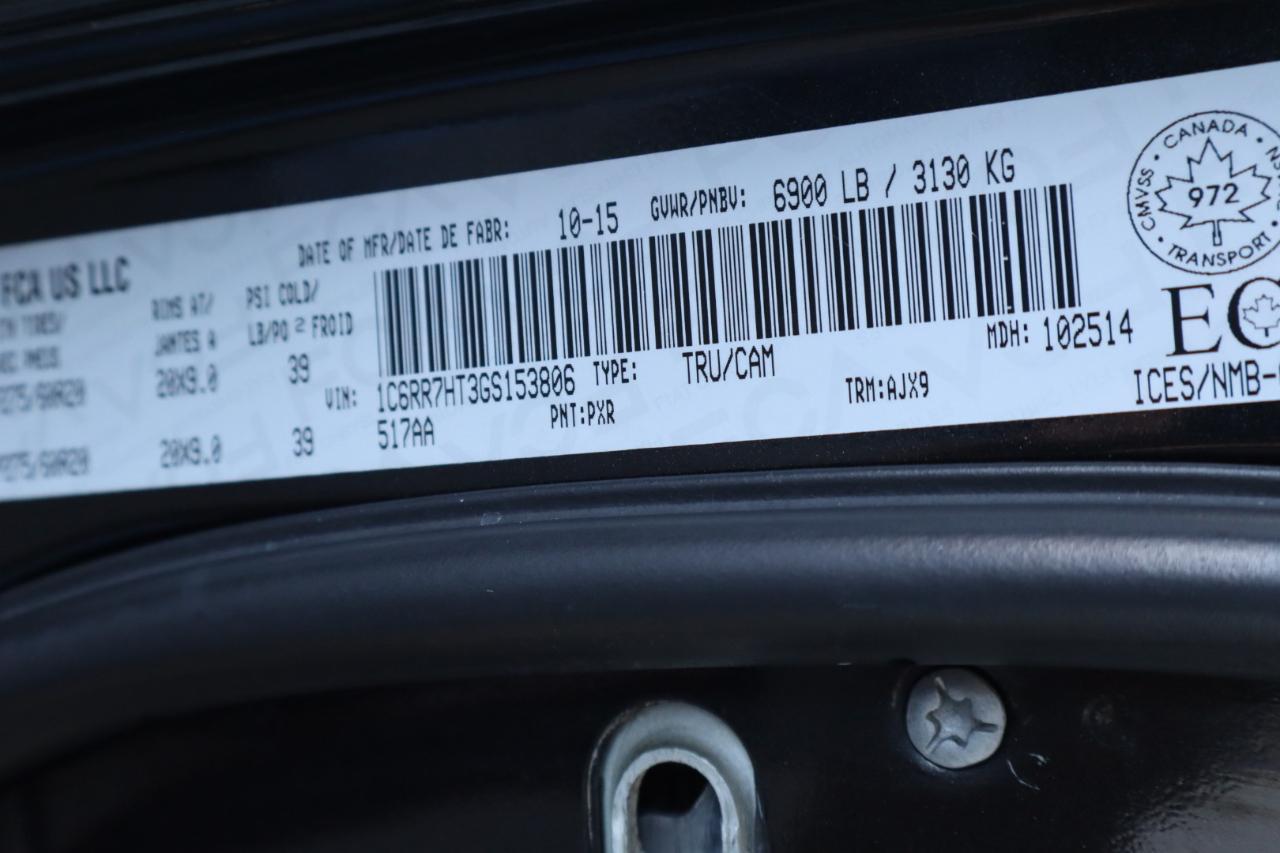 FCA US LLC
DATE OF MFR/DATE DE FABR: 10-15 GVWR/PNBV: 6900 LB / 3130 KG
RIMS AT/ PSI COLD/
JANTES A LB/PO 2 FROID
20X9.0 39
20X9.0 39
VIN: 1C6RR7HT3GS153806 TYPE: TRU/CAM MDH: 102514
517AA PNT:PXR TRM:AJX9
CANADA
CMVSS
972
TRANSPORT
ICES/NMB-